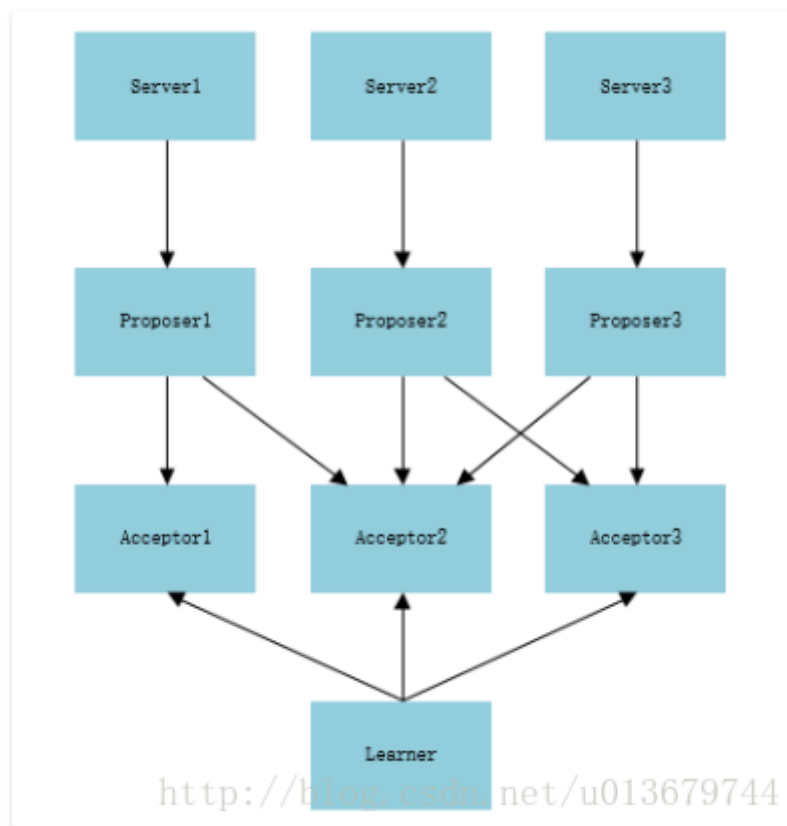 Server1
Server2
Server3
Proposer1
Proposer2
Proposer3
Acceptor1
Acceptor2
Acceptor3
Learner
http://blog.csdn.net/u013679744